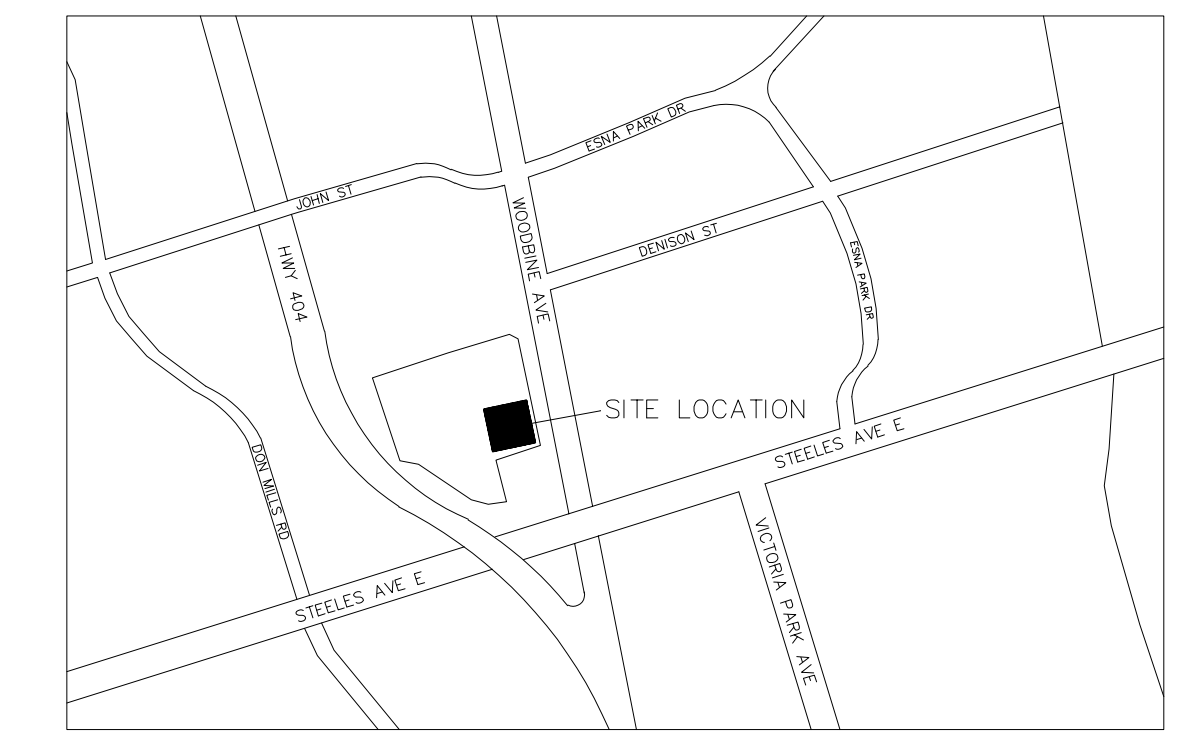 ESNA PARK DR
JOHN ST
WOODBINE AVE
DENISON ST
HWY 404
ESNA PARK DR
SITE LOCATION
STEELES AVE E
DON MILLS RD
VICTORIA PARK AVE
STEELES AVE E